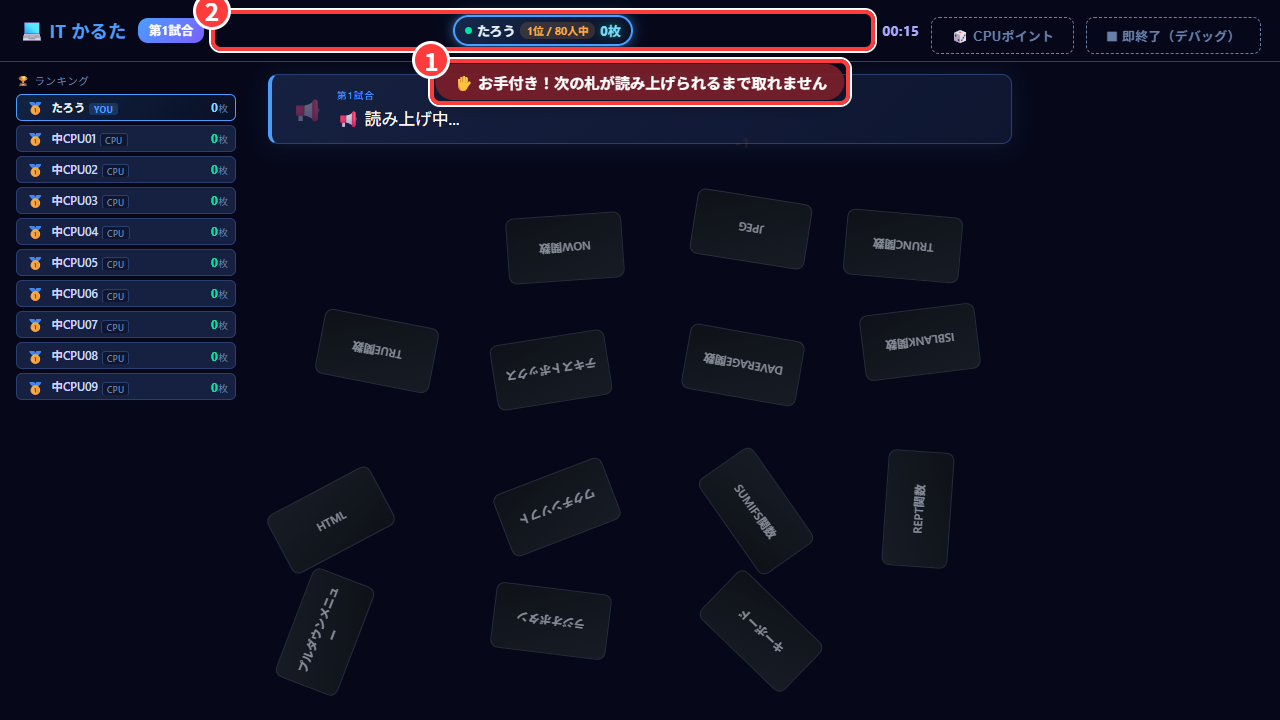 💻 IT かるた
第1試合
2
たろう 1位 / 80人中 0枚
00:15
🎲 CPUポイント
■ 即終了（デバッグ）
1
✋ お手付き！次の札が読み上げられるまで取れません
🏆 ランキング
🏅 たろう YOU 0枚
🏅 中CPU01 CPU 0枚
🏅 中CPU02 CPU 0枚
🏅 中CPU03 CPU 0枚
🏅 中CPU04 CPU 0枚
🏅 中CPU05 CPU 0枚
🏅 中CPU06 CPU 0枚
🏅 中CPU07 CPU 0枚
🏅 中CPU08 CPU 0枚
🏅 中CPU09 CPU 0枚
第1試合
📢 読み上げ中...
NOW関数
JPEG
TRUNC関数
TRUE関数
テキストボックス
DAVERAGE関数
ISBLANK関数
HTML
ワクチンソフト
SUMIFS関数
REPT関数
プルダウンメニュ
ー
ラジオボタン
キーボード